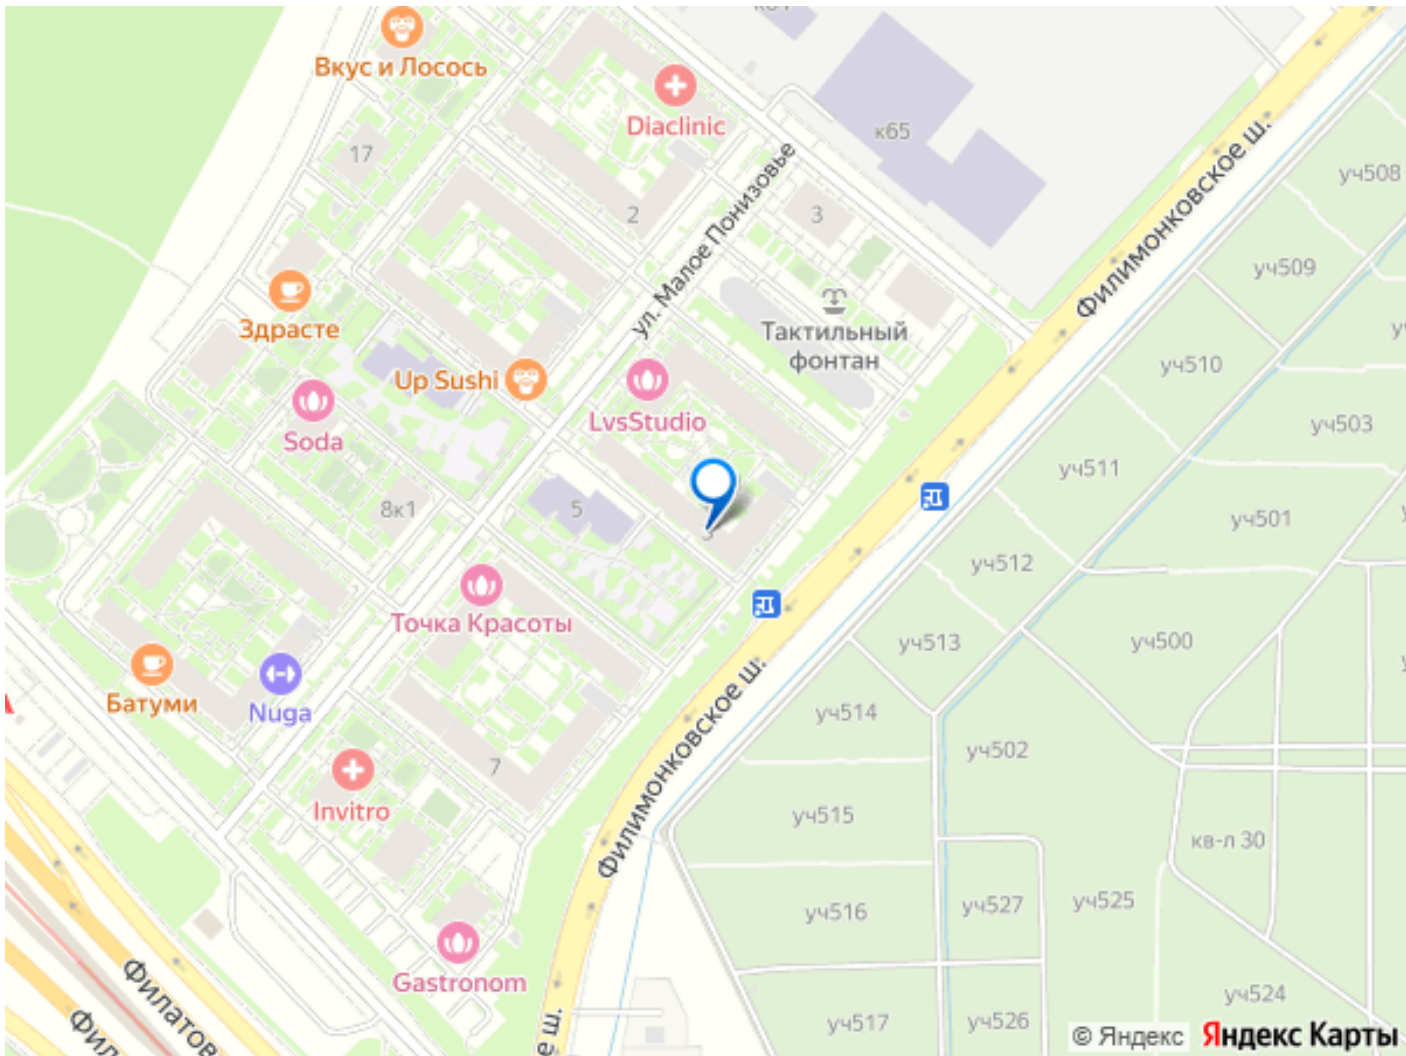 Вкус и Лосось
Diaclinic
к65
17
2
3
ул. Малое Понизовье
Филимонковское ш.
уч508
уч509
Здрасте
Тактильный
фонтан
Up Sushi
LvsStudio
Soda
уч510
уч503
уч511
8к1
5
уч501
уч512
Точка Красоты
уч513
уч500
Батуми
Nuga
уч514
Филимонковское ш.
уч502
7
Invitro
уч515
кв-л 30
уч516
уч527
уч525
Gastronom
уч524
уч517
уч526
© Яндекс
Яндекс Карты